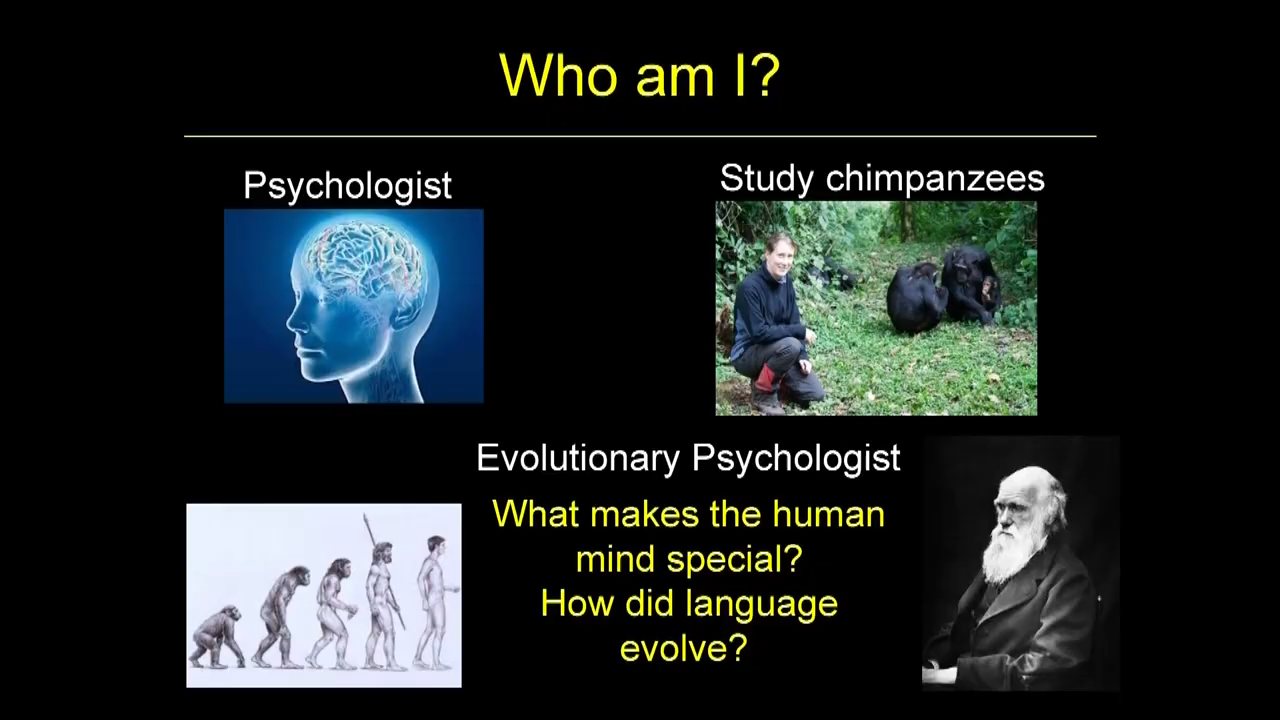 Who am I?
Psychologist
Study chimpanzees
Evolutionary Psychologist
What makes the human
mind special?
How did language
evolve?